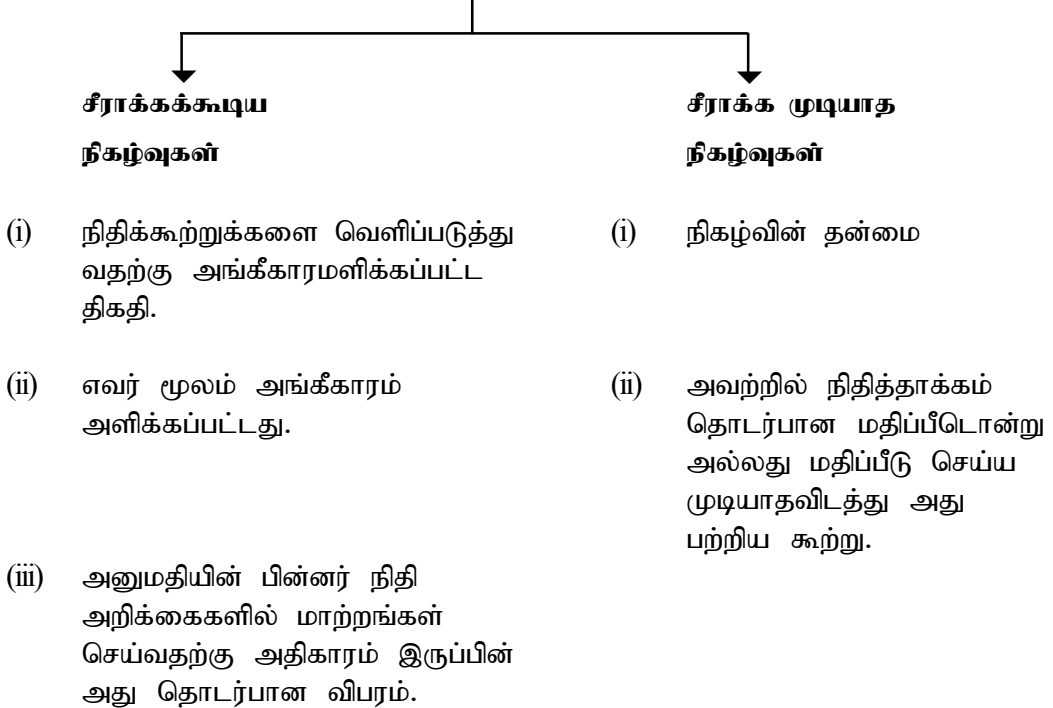 சீராக்கக்கூடிய
நிகழ்வுகள்
(i) நிதிக்கூற்றுக்களை வெளிப்படுத்து
வதற்கு அங்கீகாரமளிக்கப்பட்ட
திகதி.
(ii) எவர் மூலம் அங்கீகாரம்
அளிக்கப்பட்டது.
(iii) அனுமதியின் பின்னர் நிதி
அறிக்கைகளில் மாற்றங்கள்
செய்வதற்கு அதிகாரம் இருப்பின்
அது தொடர்பான விபரம்.
சீராக்க முடியாத
நிகழ்வுகள்
(i) நிகழ்வின் தன்மை
(ii) அவற்றில் நிதித்தாக்கம்
தொடர்பான மதிப்பீடொன்று
அல்லது மதிப்பீடு செய்ய
முடியாதவிடத்து அது
பற்றிய கூற்று.